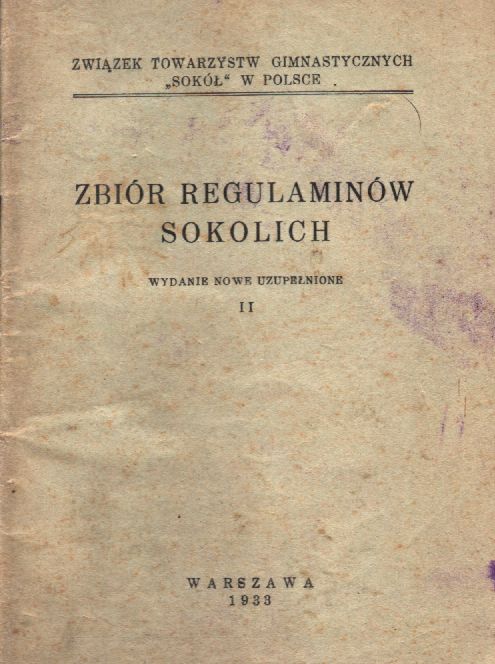 ZWIĄZEK TOWARZYSTW GIMNASTYCZNYCH
„SOKÓŁ“ W POLSCE
ZBIÓR REGULAMINÓW
SOKOLICH
WYDANIE NOWE UZUPEŁNIONE
II
WARSZAWA
1933